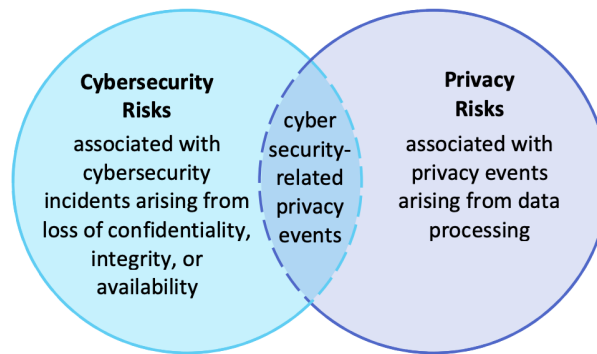 Cybersecurity
Risks
associated with
cybersecurity
incidents arising from
loss of confidentiality,
integrity, or
availability
cyber
security-
related
privacy
events
Privacy
Risks
associated with
privacy events
arising from data
processing